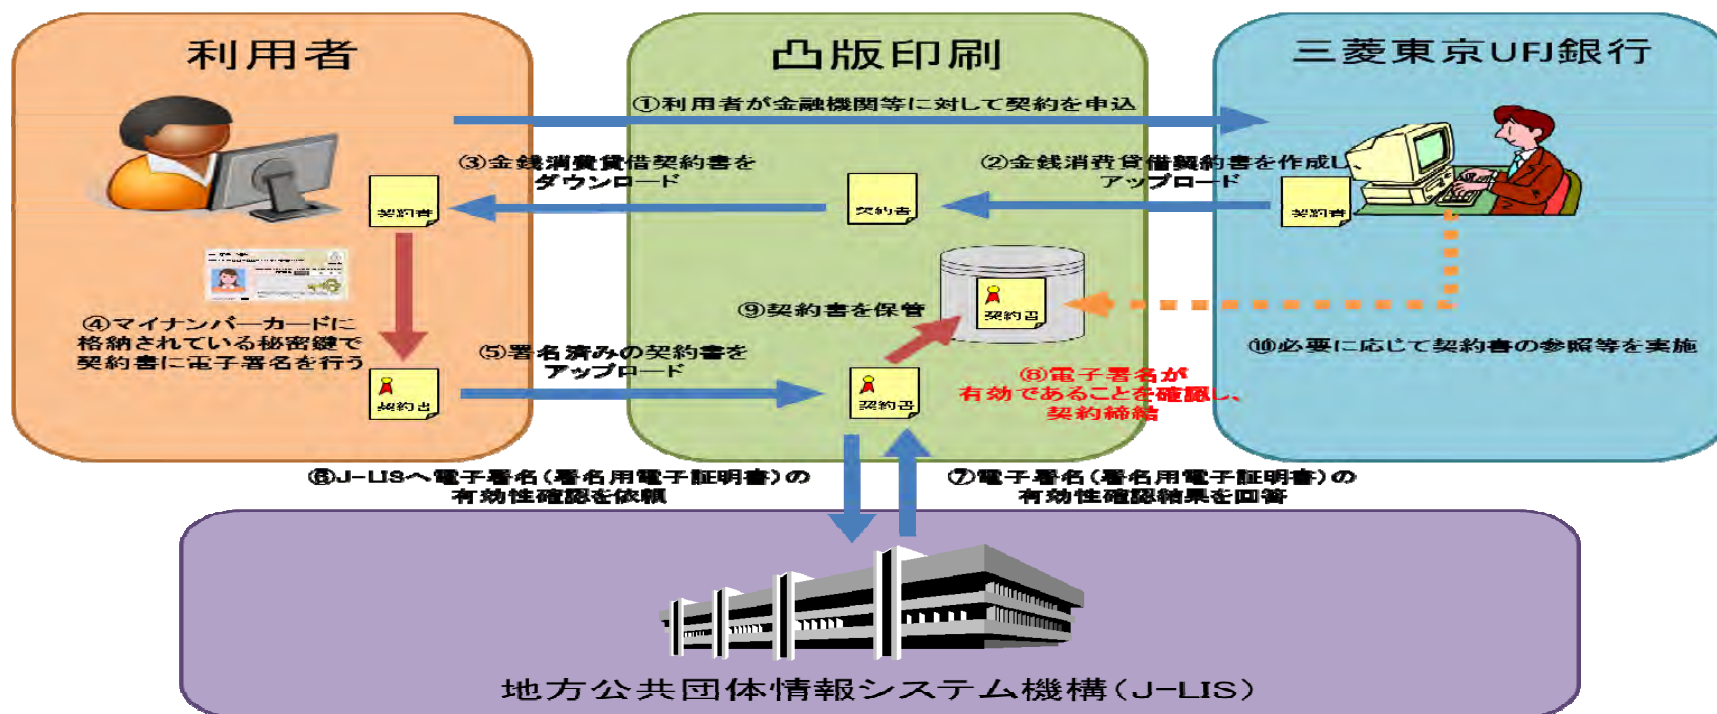 利用者
凸版印刷
三菱東京UFJ銀行
①利用者が金融機関等に対して契約を申込
③金銭消費貸借契約書を
ダウンロード
②金銭消費貸借契約書を作成し
アップロード
契約書
契約書
契約書
④マイナンバーカードに
格納されている秘密鍵で
契約書に電子署名を行う
⑨契約書を保管
契約書
⑤署名済みの契約書を
アップロード
⑩必要に応じて契約書の参照等を実施
契約書
契約書
⑧電子署名が
有効であることを確認し、
契約締結
⑥J-LISへ電子署名(署名用電子証明書)の
有効性確認を依頼
⑦電子署名(署名用電子証明書)の
有効性確認結果を回答
地方公共団体情報システム機構(J-LIS)